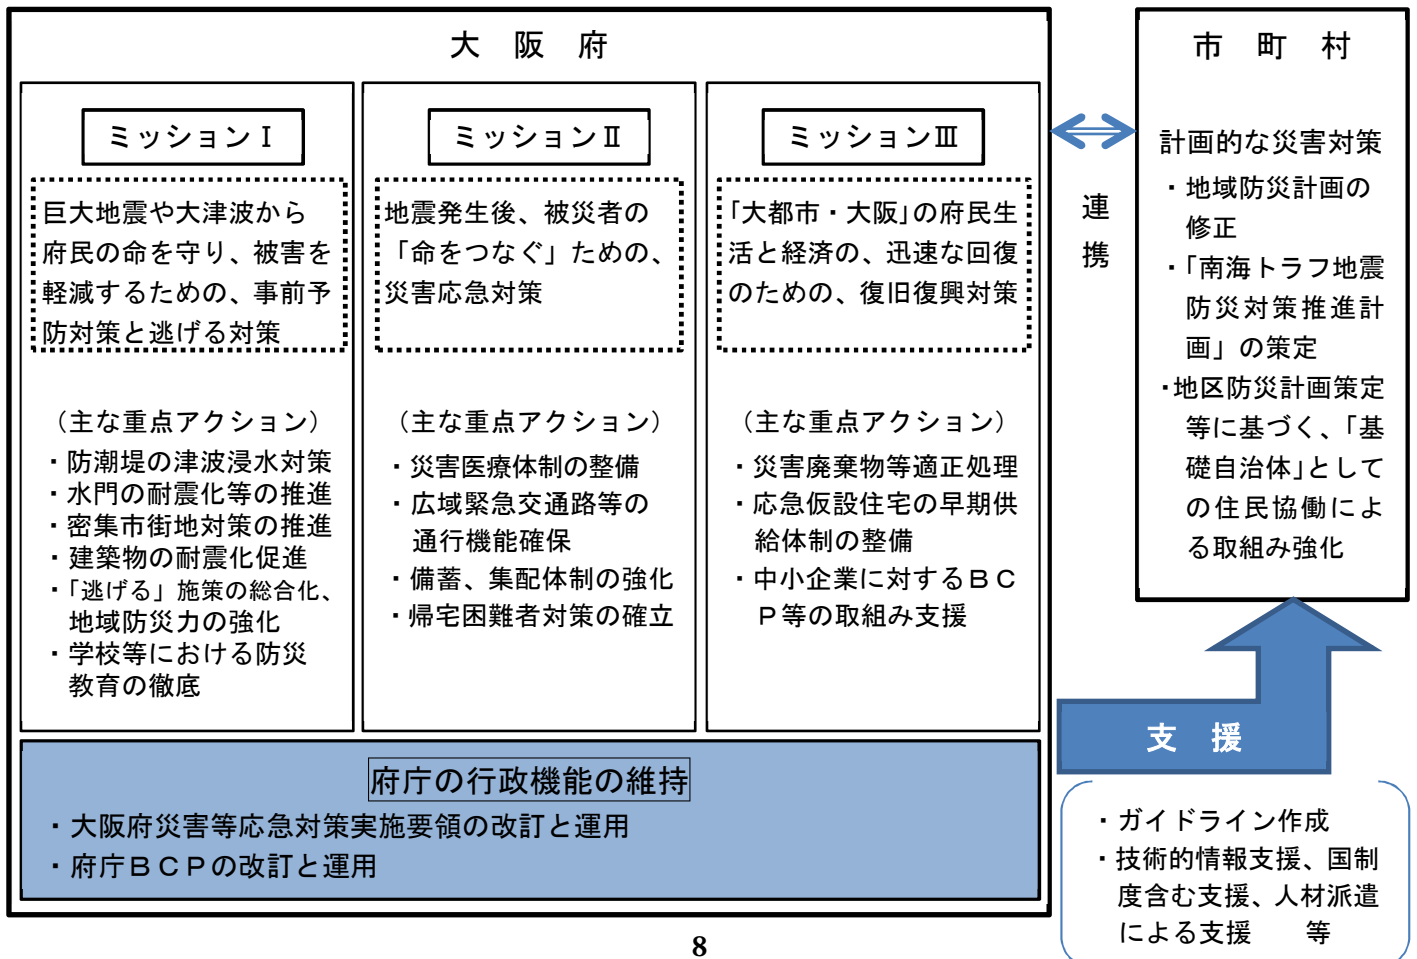 大　阪　府
ミッションⅠ
巨大地震や大津波から
府民の命を守り、被害を
軽減するための、事前予
防対策と逃げる対策
（主な重点アクション）
・防潮堤の津波浸水対策
・水門の耐震化等の推進
・密集市街地対策の推進
・建築物の耐震化促進
・「逃げる」施策の総合化、
地域防災力の強化
・学校等における防災
教育の徹底
ミッションⅡ
地震発生後、被災者の
「命をつなぐ」ための、
災害応急対策
（主な重点アクション）
・災害医療体制の整備
・広域緊急交通路等の
通行機能確保
・備蓄、集配体制の強化
・帰宅困難者対策の確立
ミッションⅢ
「大都市・大阪」の府民生
活と経済の、迅速な回復
のための、復旧復興対策
（主な重点アクション）
・災害廃棄物等適正処理
・応急仮設住宅の早期供
給体制の整備
・中小企業に対するＢＣ
Ｐ等の取組み支援
府庁の行政機能の維持
・大阪府災害等応急対策実施要領の改訂と運用
・府庁ＢＣＰの改訂と運用
連
携
市　町　村
計画的な災害対策
・地域防災計画の
修正
・「南海トラフ地震
防災対策推進計
画」の策定
・地区防災計画策定
等に基づく、「基
礎自治体」として
の住民協働によ
る取組み強化
支　援
・ガイドライン作成
・技術的情報支援、国制
度含む支援、人材派遣
による支援　　等
8